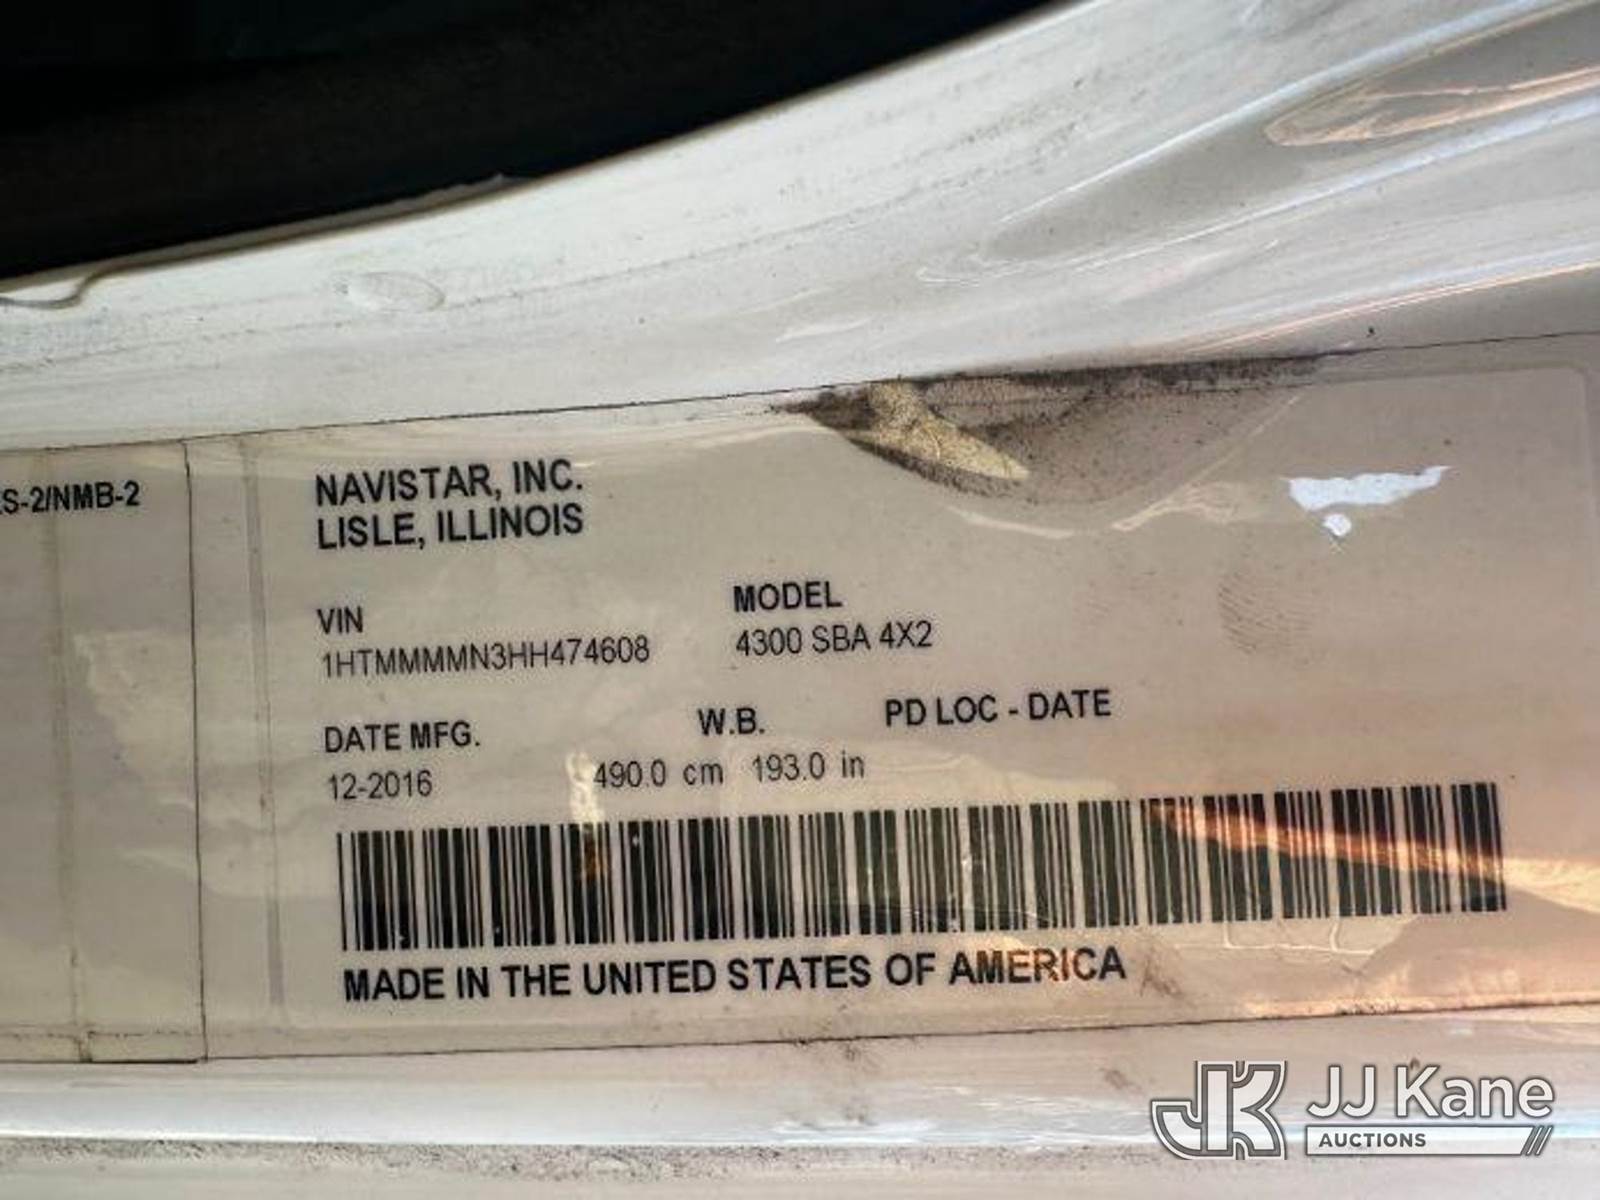 S-2/NMB-2
NAVISTAR, INC.
LISLE, ILLINOIS
VIN
1HTMMMMN3HH474608
MODEL
4300 SBA 4X2
DATE MFG.
12-2016
W.B.
490.0 cm 193.0 in
PD LOC - DATE
MADE IN THE UNITED STATES OF AMERICA
JK JJ Kane
AUCTIONS